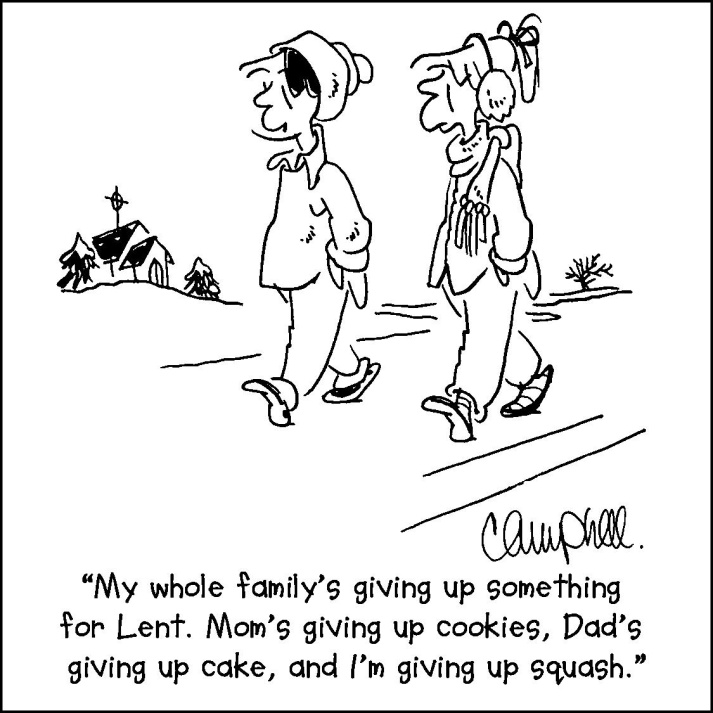 Campbell.
“My whole family’s giving up something
for Lent. Mom’s giving up cookies, Dad’s
giving up cake, and I’m giving up squash.”